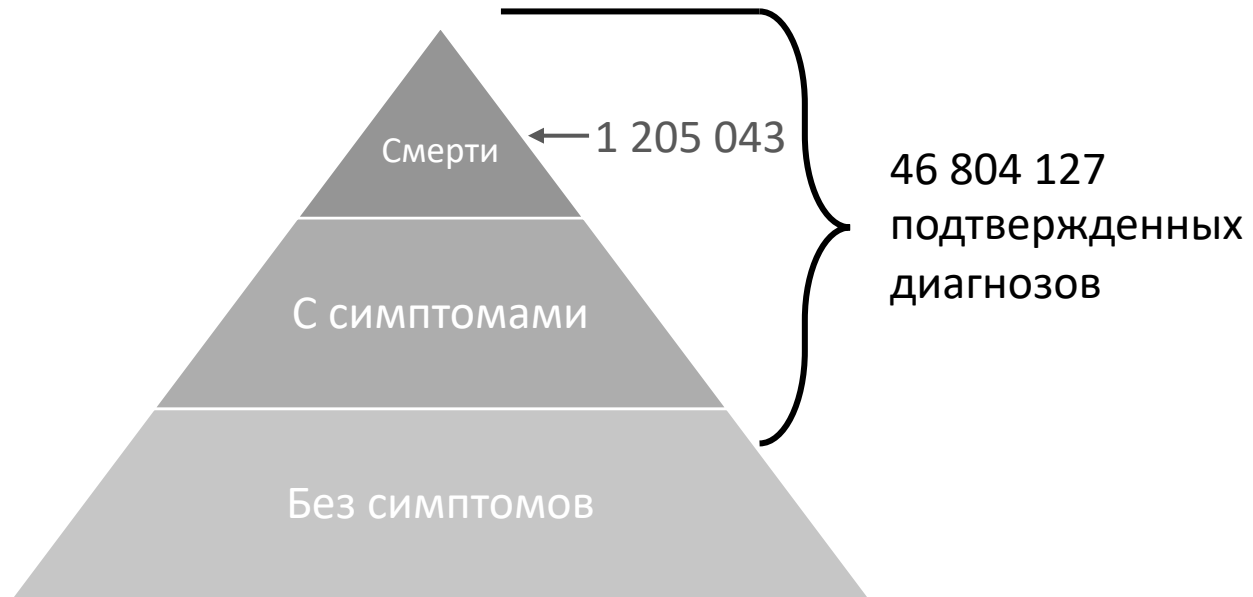 Смерти
1 205 043
46 804 127
подтвержденных
диагнозов
С симптомами
Без симптомов